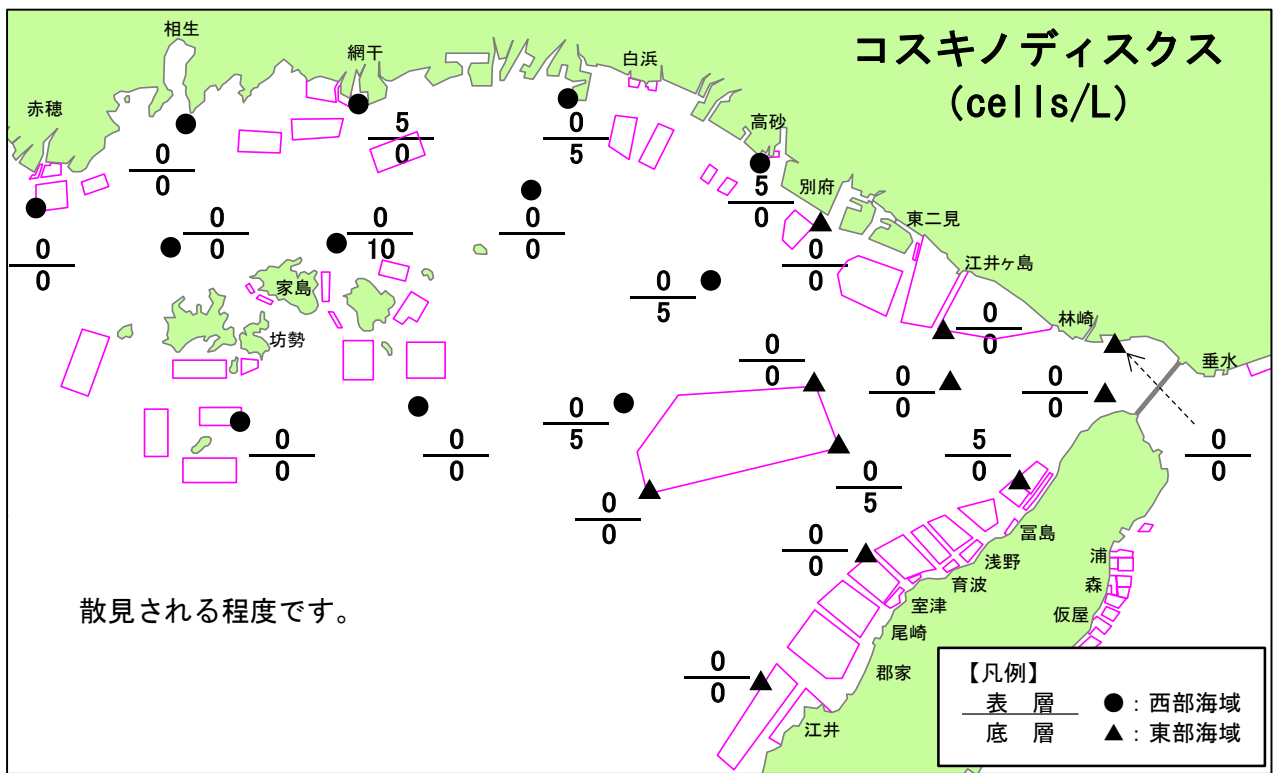 コスキノディスクス
(cells/L)
相生
網干
白浜
赤穂
高砂
別府
東二見
江井ヶ島
林崎
垂水
家島
坊勢
0
0
5
0
0
5
5
0
0
0
0
0
0
10
0
0
0
0
0
5
0
0
0
0
0
0
0
0
0
0
0
5
0
0
0
0
5
0
0
0
0
5
0
0
0
0
0
0
冨島
浅野
育波
室津
尾崎
郡家
江井
浦
森
仮屋
散見される程度です。
【凡例】
表 層
底 層
●：西部海域
▲：東部海域